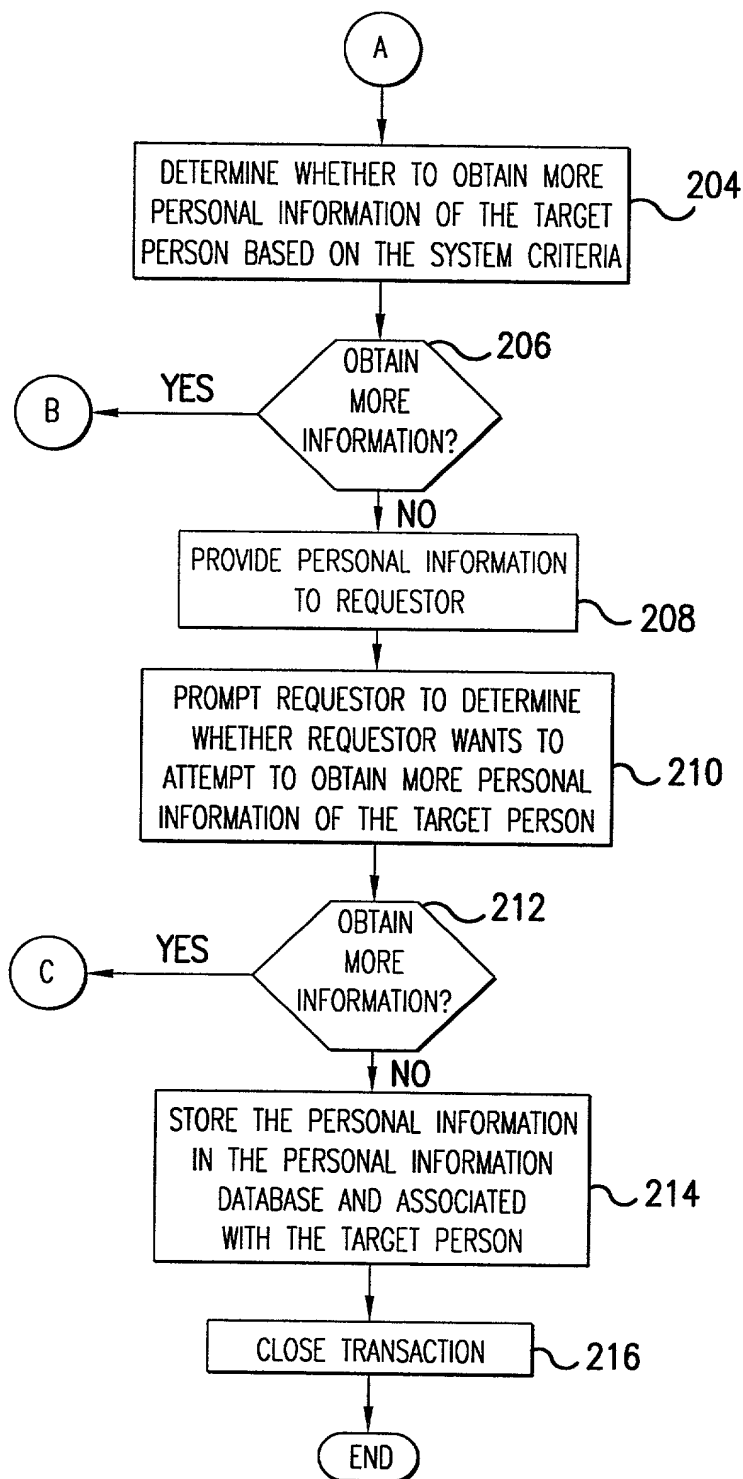 A
DETERMINE WHETHER TO OBTAIN MORE
PERSONAL INFORMATION OF THE TARGET
PERSON BASED ON THE SYSTEM CRITERIA
204
206
OBTAIN
MORE
INFORMATION?
YES
B
NO
PROVIDE PERSONAL INFORMATION
TO REQUESTOR
208
PROMPT REQUESTOR TO DETERMINE
WHETHER REQUESTOR WANTS TO
ATTEMPT TO OBTAIN MORE PERSONAL
INFORMATION OF THE TARGET PERSON
210
212
OBTAIN
MORE
INFORMATION?
YES
C
NO
STORE THE PERSONAL INFORMATION
IN THE PERSONAL INFORMATION
DATABASE AND ASSOCIATED
WITH THE TARGET PERSON
214
CLOSE TRANSACTION
216
END